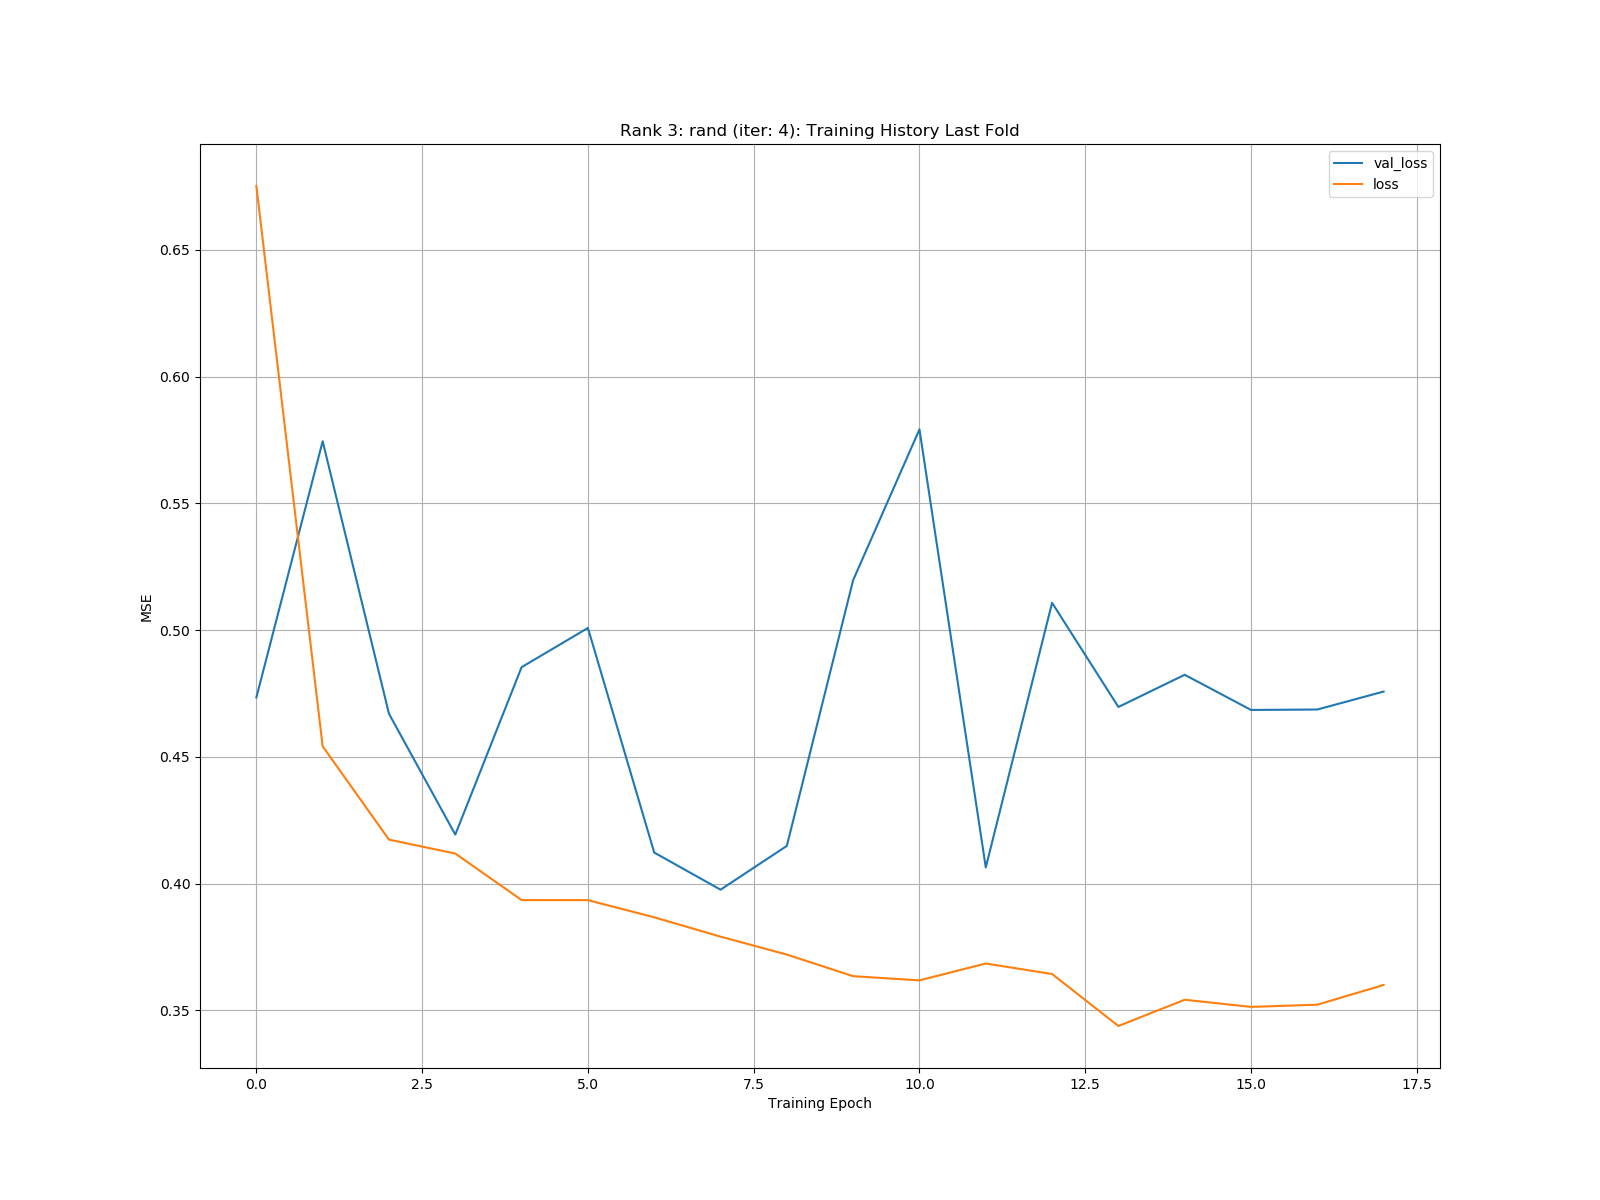 Rank 3: rand (iter: 4): Training History Last Fold
val_loss
loss
0.65
0.60
0.55
0.50
0.45
0.40
0.35
MSE
0.0 2.5 5.0 7.5 10.0 12.5 15.0 17.5
Training Epoch